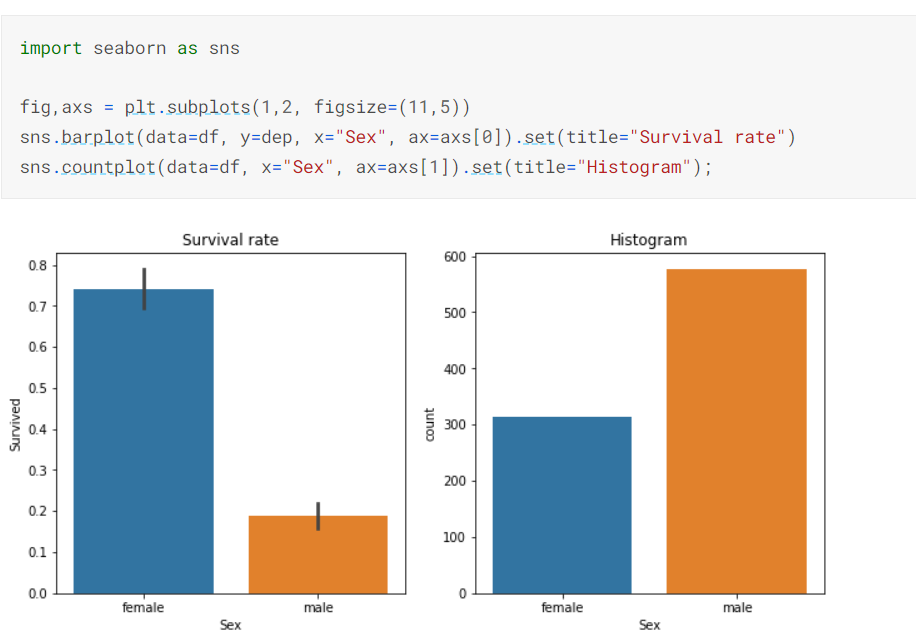 import seaborn as sns
fig,axs = plt.subplots(1,2, figsize=(11,5))
sns.barplot(data=df, y=dep, x="Sex", ax=axs[0]).set(title="Survival rate")
sns.countplot(data=df, x="Sex", ax=axs[1]).set(title="Histogram");
Survival rate
0.8
0.7
0.6
0.5
0.4
0.3
0.2
0.1
0.0
Survived
female male
Sex
Histogram
600
500
400
300
200
100
0
count
female male
Sex